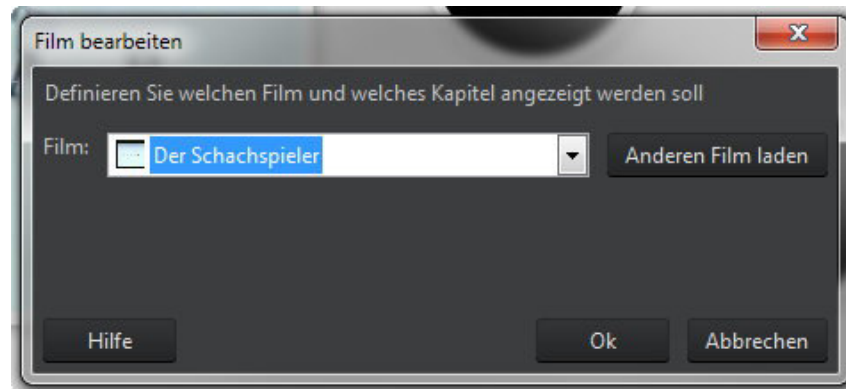 Film bearbeiten
Definieren Sie welchen Film und welches Kapitel angezeigt werden soll
Film: Der Schachspieler Anderen Film laden
Hilfe Ok Abbrechen